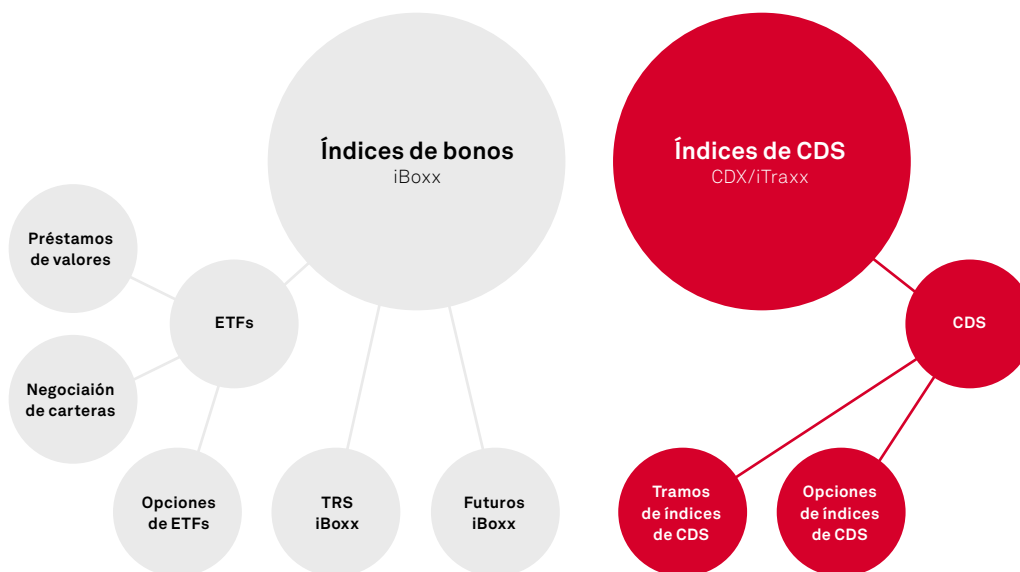 Índices de bonos
iBoxx
Índices de CDS
CDX/iTraxx
Préstamos
de valores
ETFs
CDS
Negociaión
de carteras
Opciones
de ETFs
TRS
iBoxx
Futuros
iBoxx
Tramos
de índices
de CDS
Opciones
de índices
de CDS